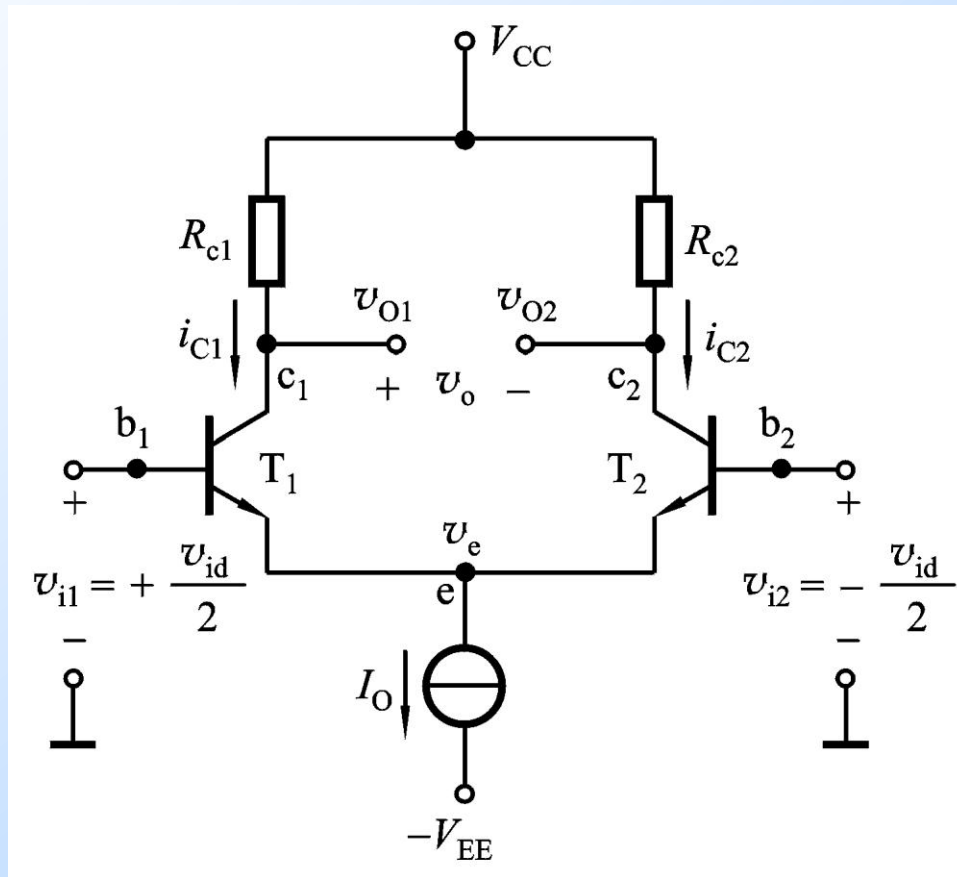 V_CC
R_c1
R_c2
v_O1
v_O2
i_C1
i_C2
c_1
+ v_o −
c_2
b_1
b_2
T_1
T_2
+
+
v_e
e
v_i1 = + v_id/2
v_i2 = − v_id/2
−
−
I_O
−V_EE